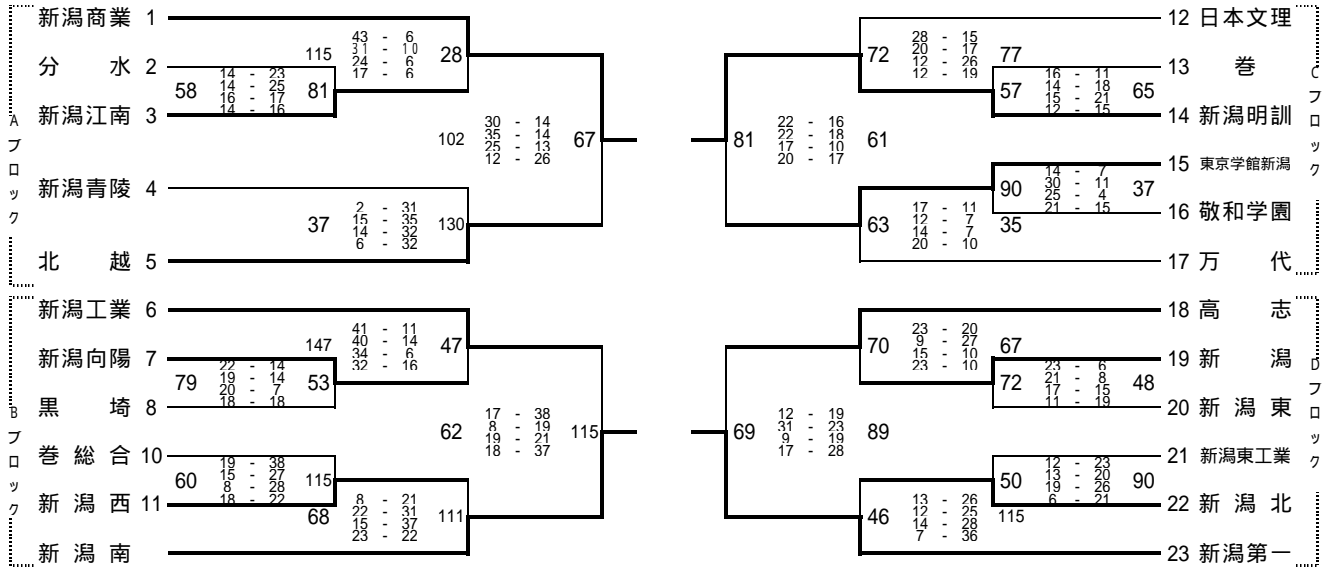 Aブロック
新潟商業 1
分 水 2
新潟江南 3
新潟青陵 4
北 越 5
115
43 - 6
31 - 10
24 - 6
17 - 6
28
58
14 - 23
14 - 25
16 - 17
14 - 16
81
102
30 - 14
35 - 14
25 - 13
12 - 26
67
37
2 - 31
15 - 35
14 - 32
6 - 32
130
Bブロック
新潟工業 6
新潟向陽 7
黒 埼 8
巻総合 10
新潟西 11
新潟南
147
41 - 11
40 - 14
34 - 6
32 - 16
47
79
22 - 14
19 - 14
20 - 7
18 - 18
53
62
17 - 38
8 - 19
19 - 21
18 - 37
115
60
19 - 38
15 - 27
8 - 28
18 - 22
115
68
8 - 21
22 - 31
15 - 37
23 - 22
111
Cブロック
12 日本文理
13 巻
14 新潟明訓
15 東京学館新潟
16 敬和学園
17 万 代
72
28 - 15
20 - 17
12 - 26
12 - 19
77
57
16 - 11
14 - 18
15 - 21
12 - 15
65
81
22 - 16
22 - 18
17 - 10
20 - 17
61
90
14 - 7
30 - 11
25 - 4
21 - 15
37
63
17 - 11
12 - 7
14 - 7
20 - 10
35
Dブロック
18 高 志
19 新 潟
20 新潟東
21 新潟東工業
22 新潟北
23 新潟第一
70
23 - 20
9 - 27
15 - 10
23 - 10
67
72
23 - 6
21 - 8
17 - 15
11 - 19
48
69
12 - 19
31 - 23
9 - 19
17 - 28
89
50
12 - 23
13 - 20
19 - 26
6 - 21
90
46
13 - 26
12 - 25
14 - 28
7 - 36
115